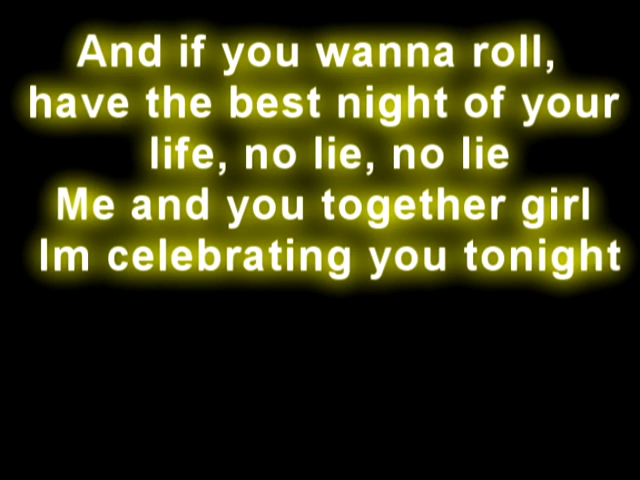 And if you wanna roll,
have the best night of your
life, no lie, no lie
Me and you together girl
Im celebrating you tonight